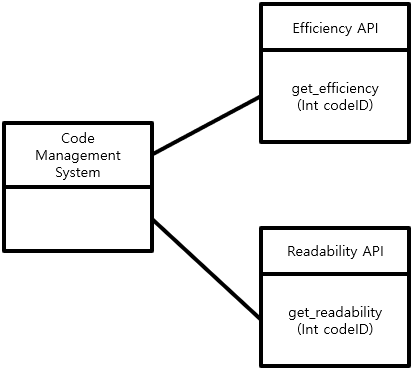 Efficiency API
get_efficiency
(Int codeID)
Code
Management
System
Readability API
get_readability
(Int codeID)